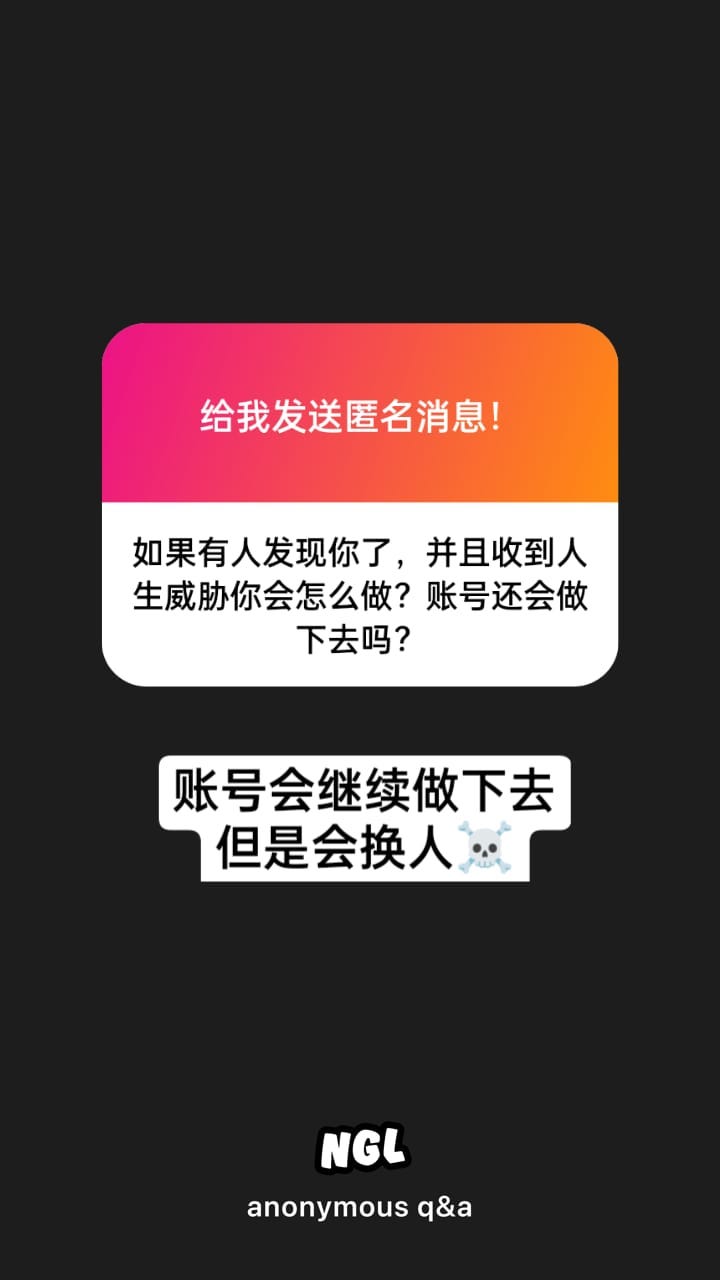 给我发送匿名消息！
如果有人发现你了，并且收到人
生威胁你会怎么做？账号还会做
下去吗？
账号会继续做下去
但是会换人☠️
NGL
anonymous q&a